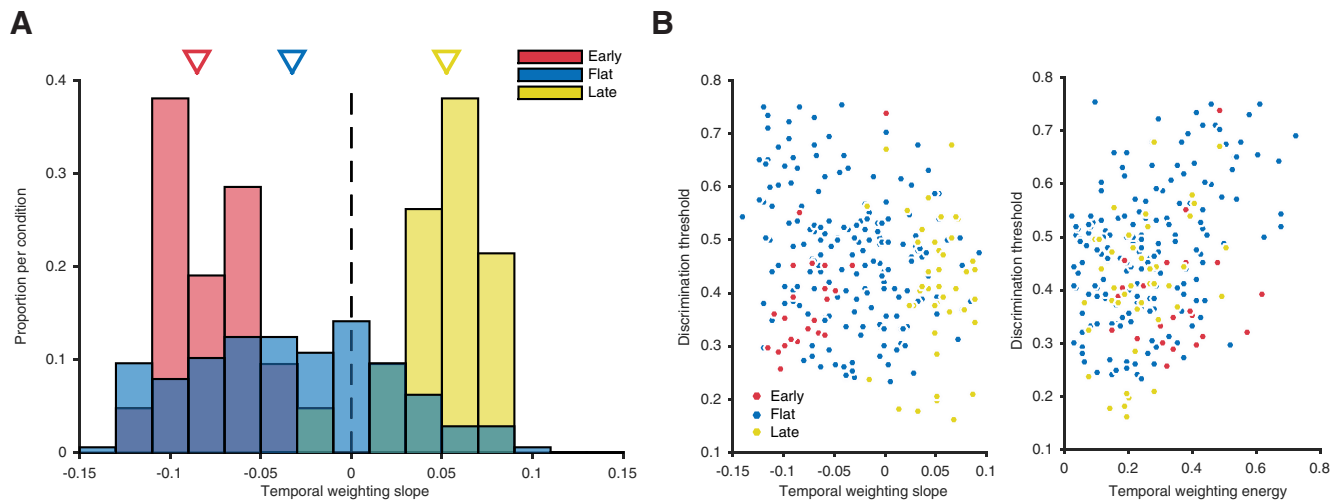 A
Early
Flat
Late
0.4
0.3
0.2
0.1
0
Proportion per condition
-0.15
-0.1
-0.05
0
0.05
0.1
0.15
Temporal weighting slope
B
0.8
0.7
0.6
0.5
0.4
0.3
0.2
0.1
Discrimination threshold
Early
Flat
Late
-0.15
-0.1
-0.05
0
0.05
0.1
Temporal weighting slope
0.8
0.7
0.6
0.5
0.4
0.3
0.2
0.1
Discrimination threshold
0
0.2
0.4
0.6
0.8
Temporal weighting energy